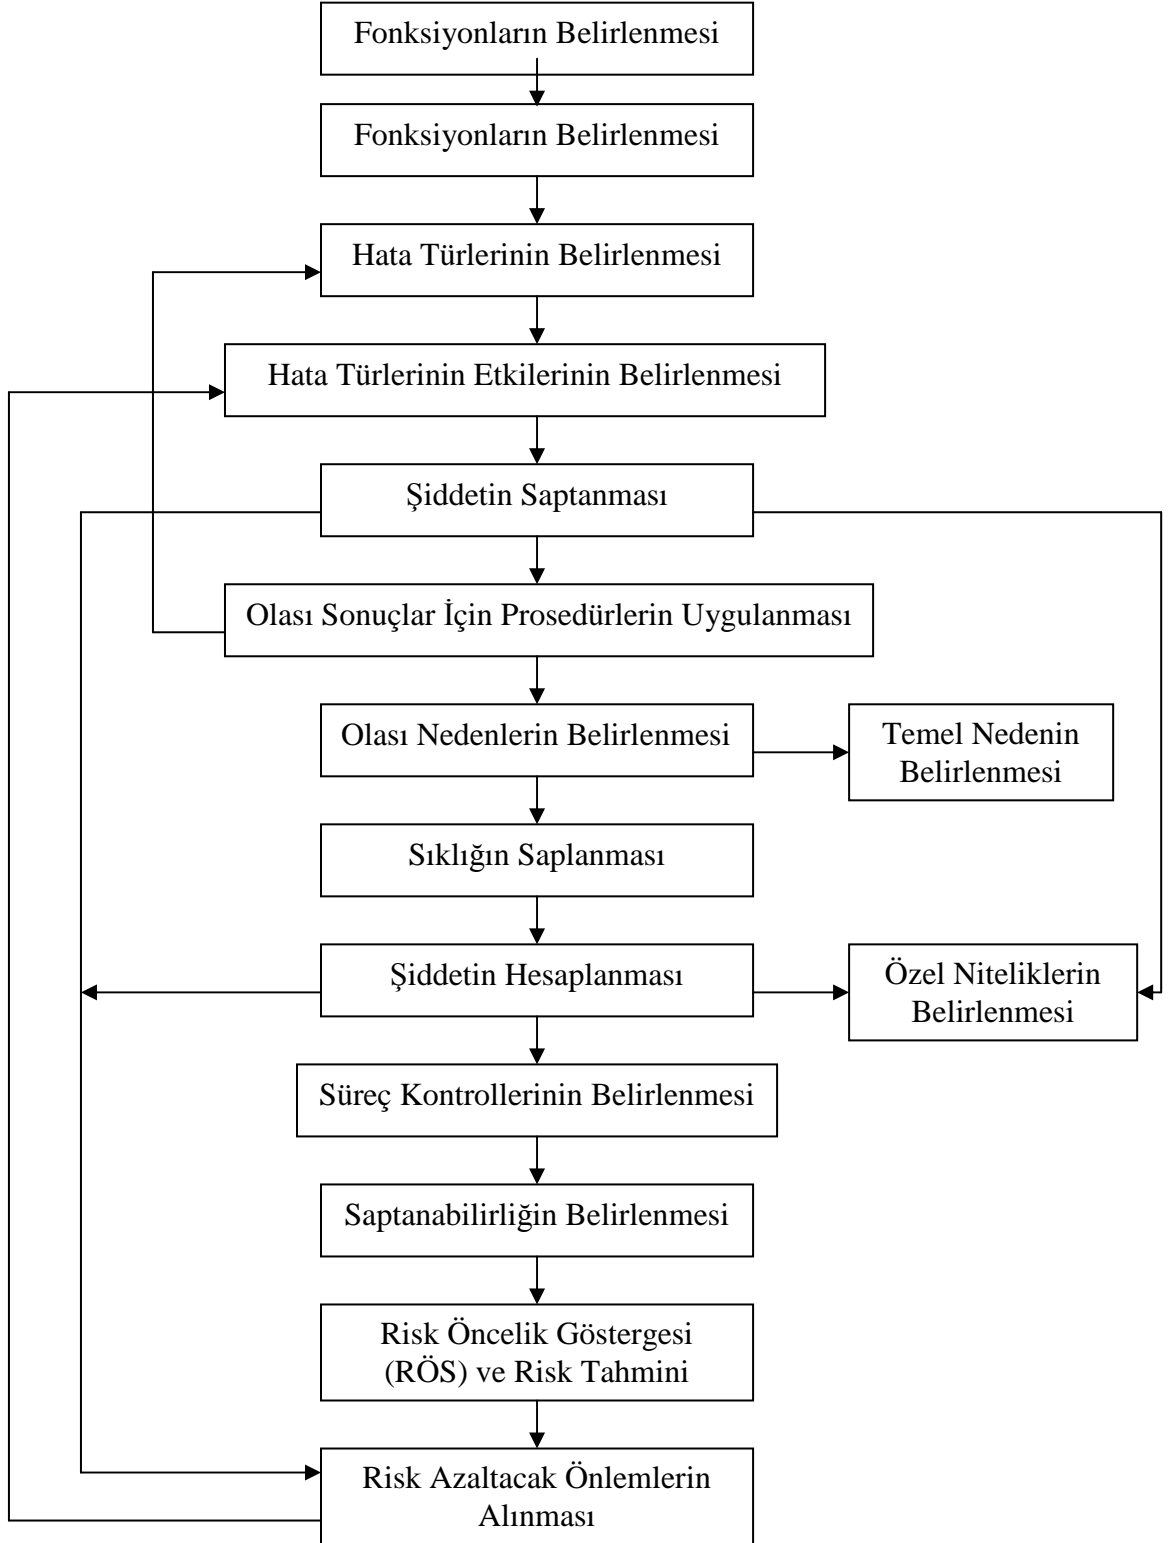 Fonksiyonların Belirlenmesi
Fonksiyonların Belirlenmesi
Hata Türlerinin Belirlenmesi
Hata Türlerinin Etkilerinin Belirlenmesi
Şiddetin Saptanması
Olası Sonuçlar İçin Prosedürlerin Uygulanması
Olası Nedenlerin Belirlenmesi
Temel Nedenin
Belirlenmesi
Sıklığın Saplanması
Şiddetin Hesaplanması
Özel Niteliklerin
Belirlenmesi
Süreç Kontrollerinin Belirlenmesi
Saptanabilirliğin Belirlenmesi
Risk Öncelik Göstergesi
(RÖS) ve Risk Tahmini
Risk Azaltacak Önlemlerin
Alınması